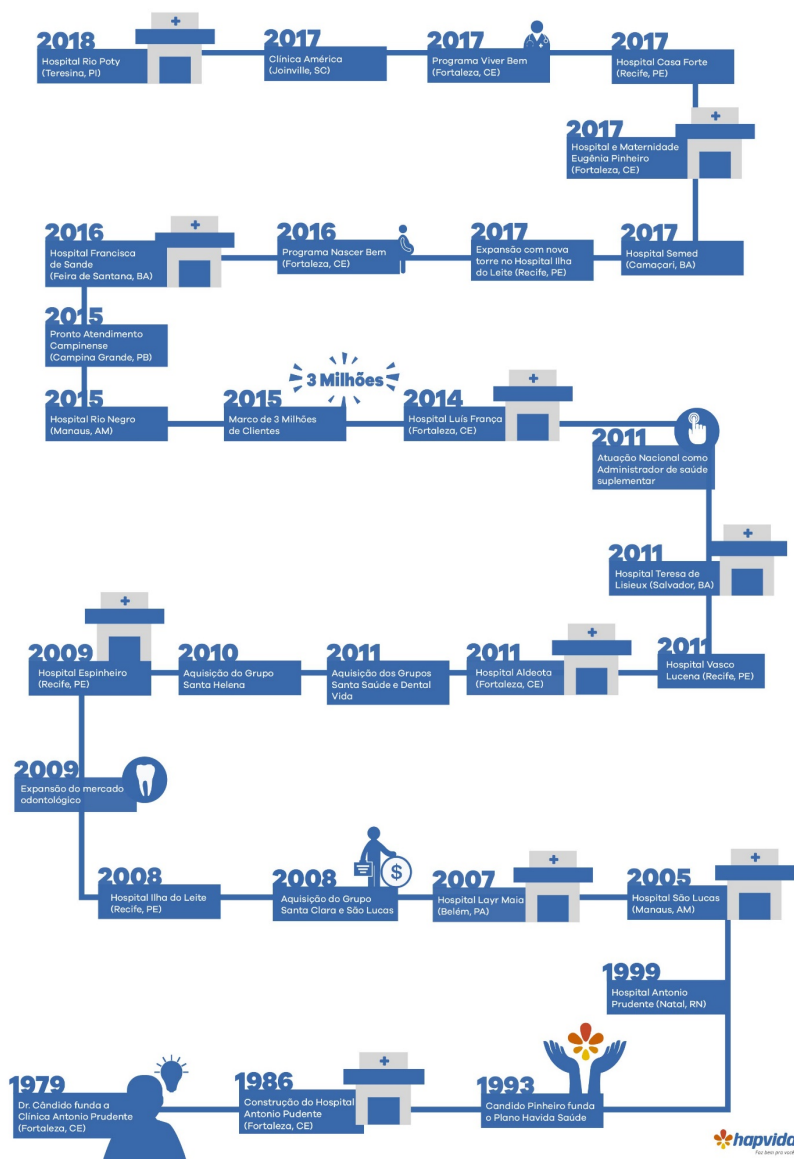 2018
Hospital Rio Poty
(Teresina, PI)
2017
Clínica América
(Joinville, SC)
2017
Programa Viver Bem
(Fortaleza, CE)
2017
Hospital Casa Forte
(Recife, PE)
2017
Hospital e Maternidade
Eugênia Pinheiro
(Fortaleza, CE)
2016
Hospital Francisca
de Sande
(Feira de Santana, BA)
2016
Programa Nascer Bem
(Fortaleza, CE)
2017
Expansão com nova
torre no Hospital Ilha
do Leite (Recife, PE)
2017
Hospital Semed
(Camaçari, BA)
2015
Pronto Atendimento
Campinense
(Campina Grande, PB)
2015
Hospital Rio Negro
(Manaus, AM)
3 Milhões
2015
Marco de 3 Milhões
de Clientes
2014
Hospital Luís França
(Fortaleza, CE)
2011
Atuação Nacional como
Administrador de saúde
suplementar
2011
Hospital Teresa de
Lisieux (Salvador, BA)
2009
Hospital Espinheiro
(Recife, PE)
2010
Aquisição do Grupo
Santa Helena
2011
Aquisição dos Grupos
Santa Saúde e Dental
Vida
2011
Hospital Aldeota
(Fortaleza, CE)
2011
Hospital Vasco
Lucena (Recife, PE)
2009
Expansão do mercado
odontológico
2008
Hospital Ilha do Leite
(Recife, PE)
2008
Aquisição do Grupo
Santa Clara e São Lucas
$
2007
Hospital Layr Maia
(Belém, PA)
2005
Hospital São Lucas
(Manaus, AM)
1999
Hospital Antonio
Prudente (Natal, RN)
1979
Dr. Cândido funda a
Clínica Antonio Prudente
(Fortaleza, CE)
1986
Construção do Hospital
Antonio Pudente
(Fortaleza, CE)
1993
Candido Pinheiro funda
o Plano Havida Saúde
hapvida
Faz bem pra você